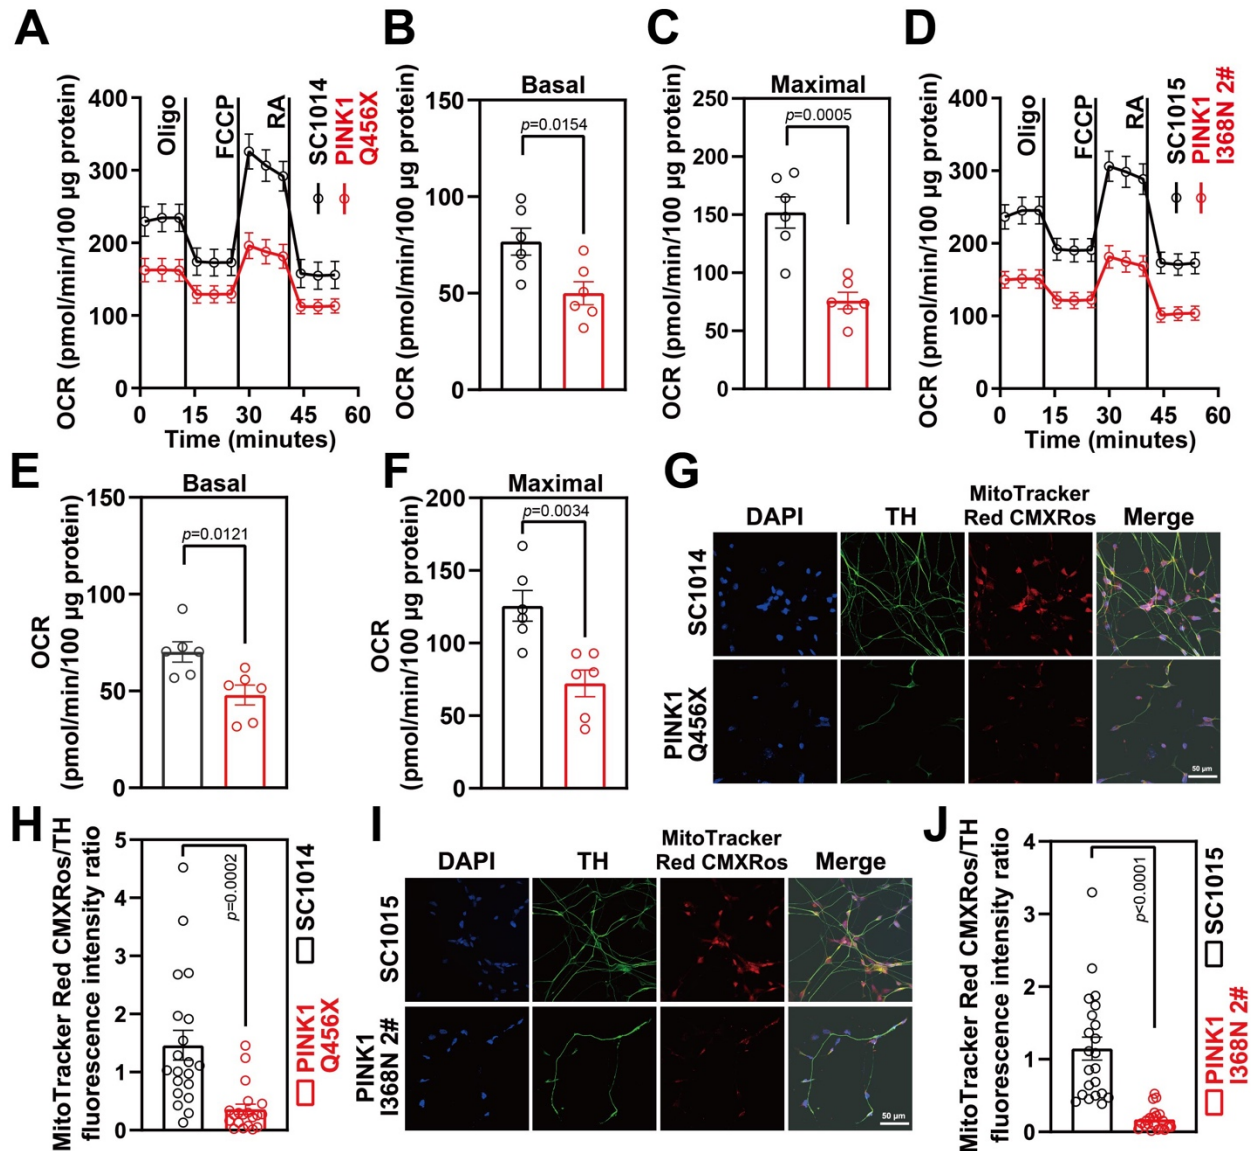 A
OCR (pmol/min/100 µg protein)
400
300
200
100
0
Oligo
FCCP
RA
SC1014
PINK1
Q456X
0 15 30 45 60
Time (minutes)
B
Basal
OCR (pmol/min/100 µg protein)
150
100
50
0
p=0.0154
C
Maximal
OCR (pmol/min/100 µg protein)
250
200
150
100
50
0
p=0.0005
D
OCR (pmol/min/100 µg protein)
400
300
200
100
0
Oligo
FCCP
RA
SC1015
PINK1
I368N 2#
0 15 30 45 60
Time (minutes)
E
Basal
OCR
(pmol/min/100 µg protein)
150
100
50
0
p=0.0121
F
Maximal
OCR
(pmol/min/100 µg protein)
200
150
100
50
0
p=0.0034
G
DAPI
TH
MitoTracker
Red CMXRos
Merge
SC1014
PINK1
Q456X
50 µm
H
MitoTracker Red CMXRos/TH
fluorescence intensity ratio
5
4
3
2
1
0
p=0.0002
SC1014
PINK1
Q456X
I
DAPI
TH
MitoTracker
Red CMXRos
Merge
SC1015
PINK1
I368N 2#
50 µm
J
MitoTracker Red CMXRos/TH
fluorescence intensity ratio
4
3
2
1
0
p<0.0001
SC1015
PINK1
I368N 2#